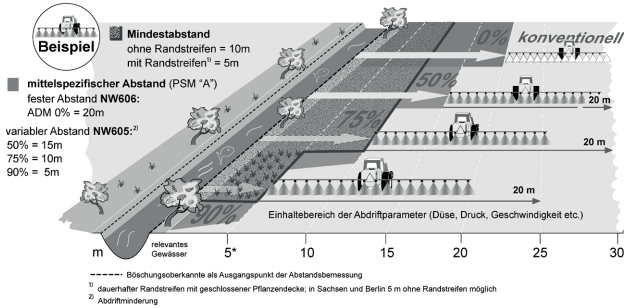 Beispiel
Mindestabstand
ohne Randstreifen = 10m
mit Randstreifen¹⁾ = 5m
mittelspezifischer Abstand (PSM "A")
fester Abstand NW606:
ADM 0% = 20m
variabler Abstand NW605:²⁾
50% = 15m
75% = 10m
90% = 5m
0%
konventionell
50%
20 m
75%
20 m
90%
20 m
Einhaltebereich der Abdriftparameter (Düse, Druck, Geschwindigkeit etc.)
m
relevantes
Gewässer
5* 10 15 20 25 30
Böschungsoberkannte als Ausgangspunkt der Abstandsbemessung
1) dauerhafter Randstreifen mit geschlossener Pflanzendecke; in Sachsen und Berlin 5 m ohne Randstreifen möglich
2) Abdriftminderung